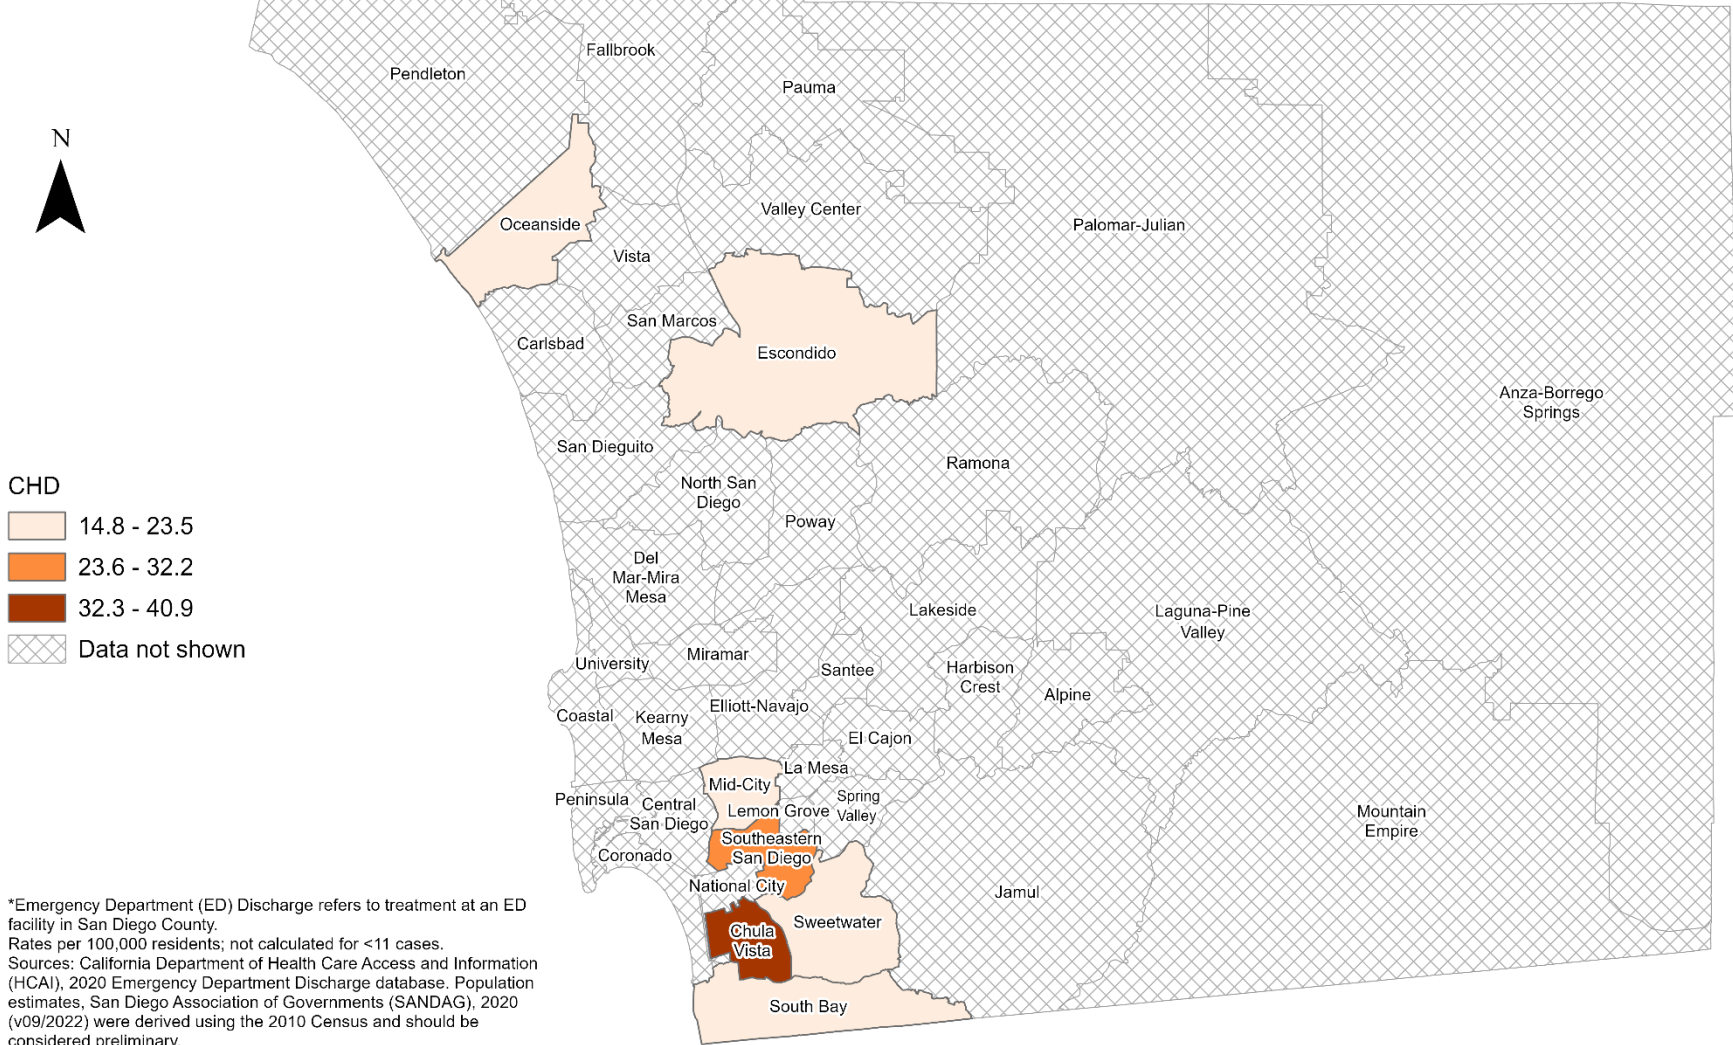 Fallbrook
Pendleton
Pauma
N
Oceanside
Valley Center
Palomar-Julian
Vista
San Marcos
Carlsbad
Escondido
Anza-Borrego
Springs
San Dieguito
Ramona
North San
Diego
Poway
CHD
14.8 - 23.5
23.6 - 32.2
32.3 - 40.9
Data not shown
Del
Mar-Mira
Mesa
Lakeside
Laguna-Pine
Valley
University
Miramar
Santee
Harbison
Crest
Alpine
Coastal
Kearny
Mesa
Elliott-Navajo
El Cajon
La Mesa
Mid-City
Peninsula
Central
San Diego
Lemon Grove
Spring
Valley
Mountain
Empire
Southeastern
San Diego
Coronado
National City
Jamul
Sweetwater
Chula
Vista
South Bay
*Emergency Department (ED) Discharge refers to treatment at an ED
facility in San Diego County.
Rates per 100,000 residents; not calculated for <11 cases.
Sources: California Department of Health Care Access and Information
(HCAI), 2020 Emergency Department Discharge database. Population
estimates, San Diego Association of Governments (SANDAG), 2020
(v09/2022) were derived using the 2010 Census and should be
considered preliminary.